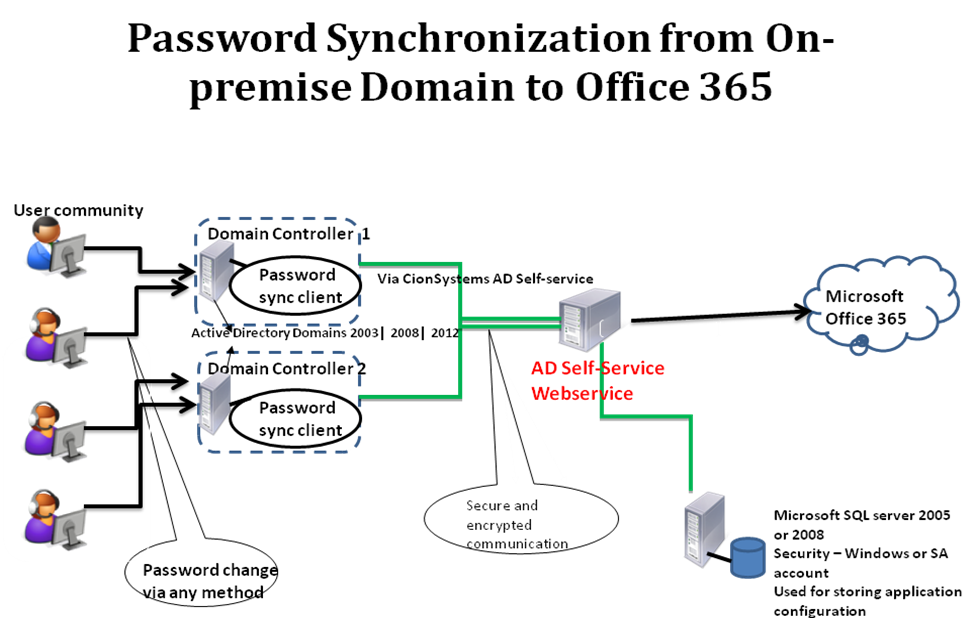 Password Synchronization from On-
premise Domain to Office 365
User community
Domain Controller 1
Password
sync client
Via CionSystems AD Self-service
Microsoft
Office 365
Active Directory Domains 2003| 2008| 2012
AD Self-Service
Webservice
Domain Controller 2
Password
sync client
Secure and
encrypted
communication
Microsoft SQL server 2005
or 2008
Security – Windows or SA
account
Used for storing application
configuration
Password change
via any method